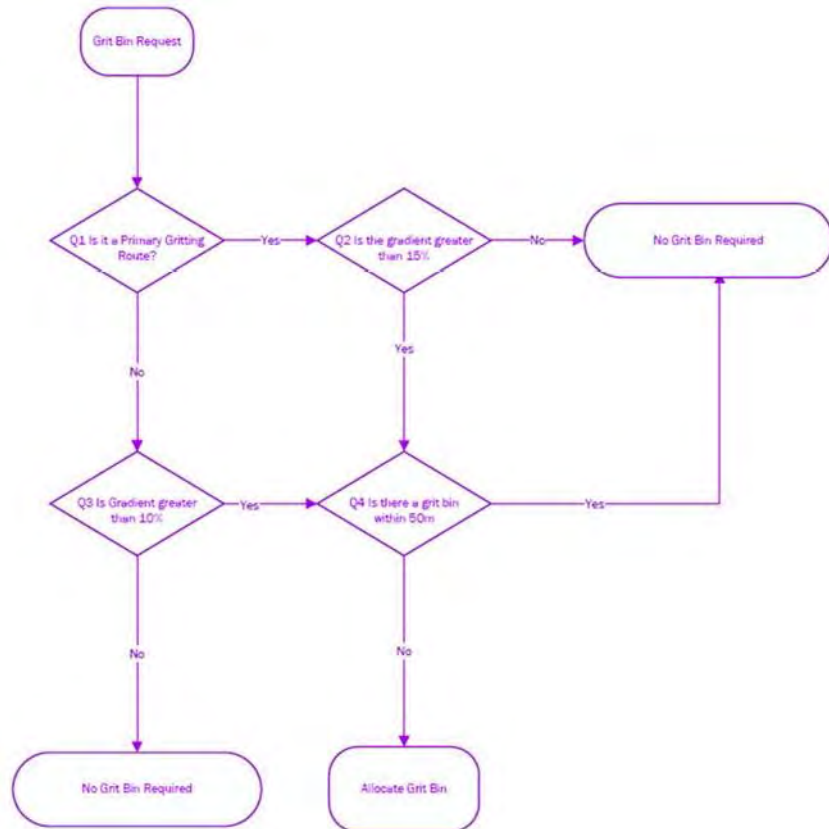 Grit Bin Request
Q1 Is it a Primary Gritting
Route?
Yes
Q2 Is the gradient greater
than 15%
No
No Grit Bin Required
No
Yes
Q3 Is Gradient greater
than 10%
Yes
Q4 Is there a grit bin
within 50m
Yes
No
No
No Grit Bin Required
Allocate Grit Bin